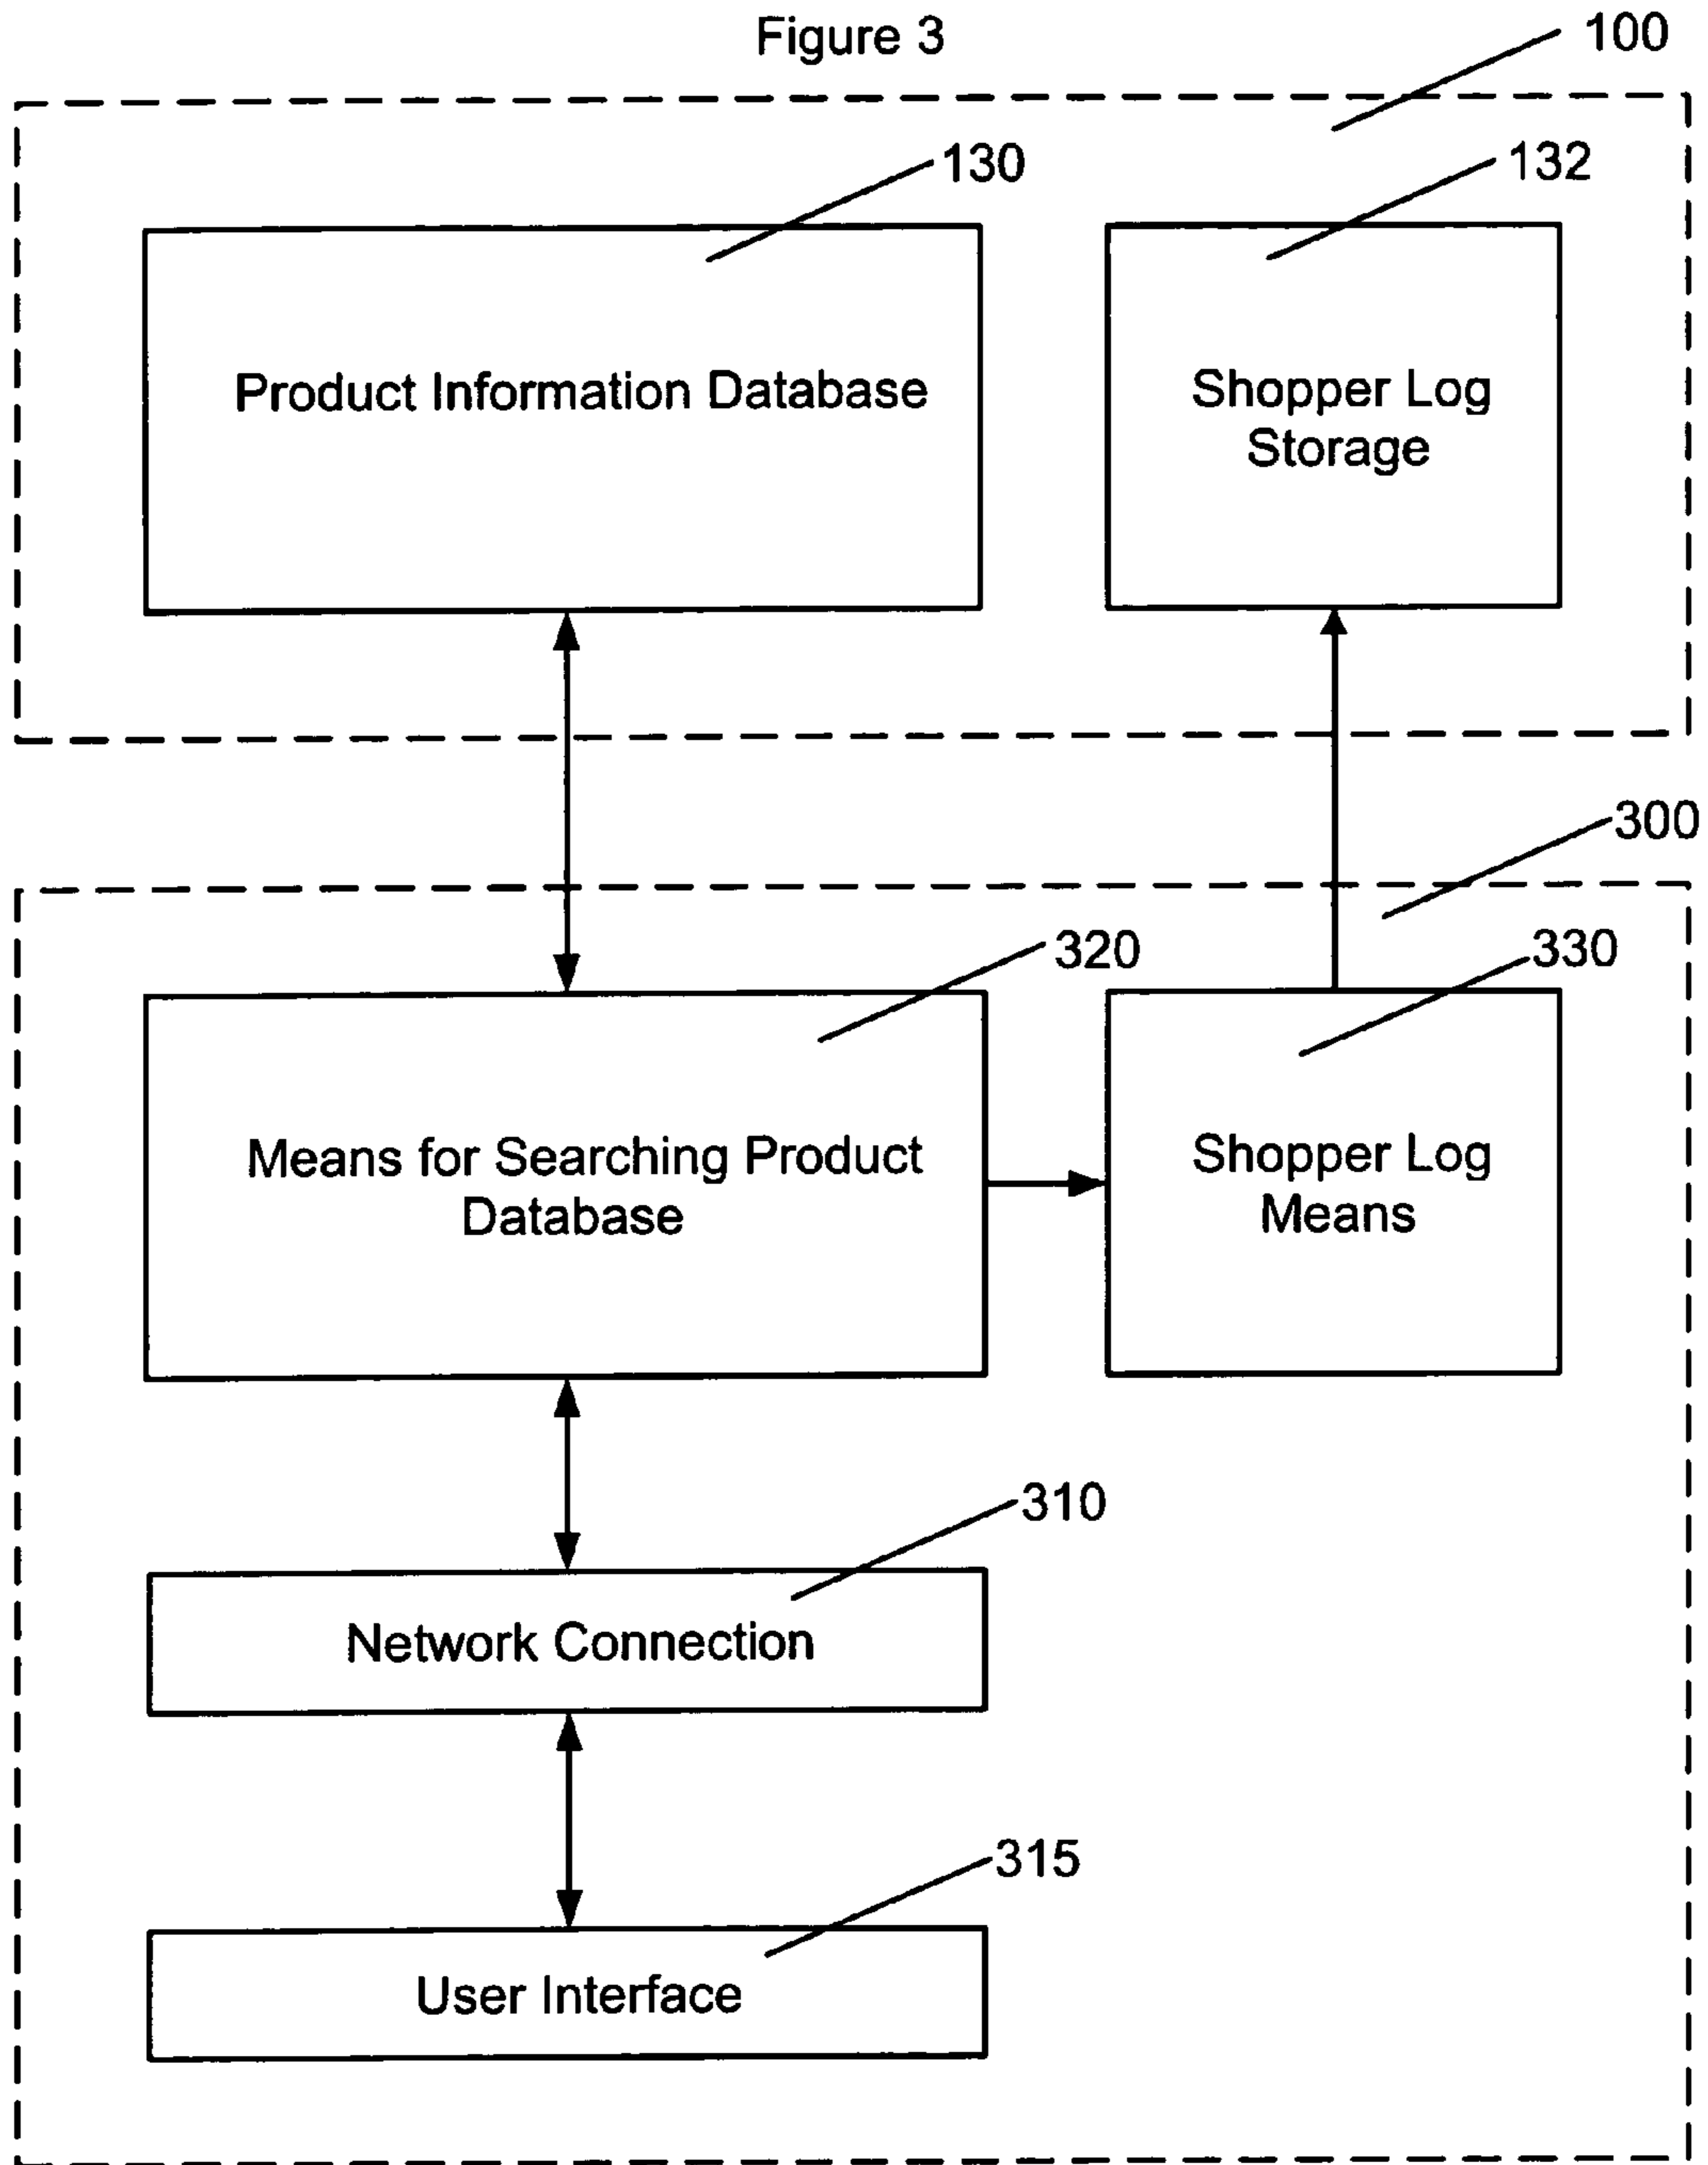 Figure 3
100
130
132
Product Information Database
Shopper Log
Storage
300
320
330
Means for Searching Product
Database
Shopper Log
Means
310
Network Connection
315
User Interface